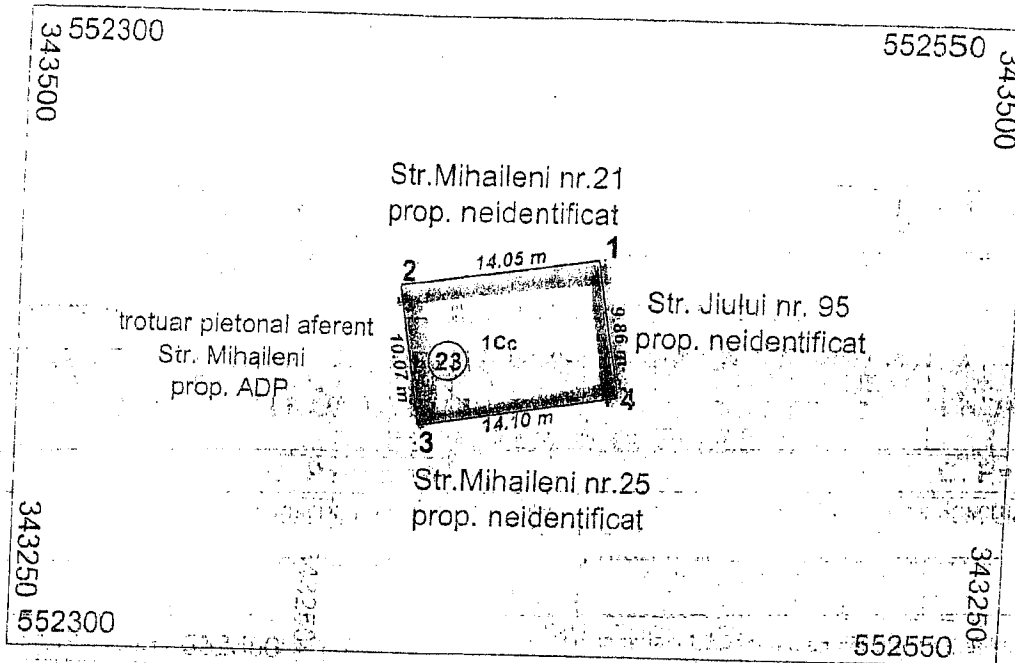 552300
552550
343500
343500
Str.Mihaileni nr.21
prop. neidentificat
1
14.05 m
2
Str. Jiului nr. 95
prop. neidentificat
9.86 m
trotuar pietonal aferent
Str. Mihaileni
prop. ADP
10.07 m
1Cc
23
4
14.10 m
3
Str.Mihaileni nr.25
prop. neidentificat
343250
343250
552300
552550